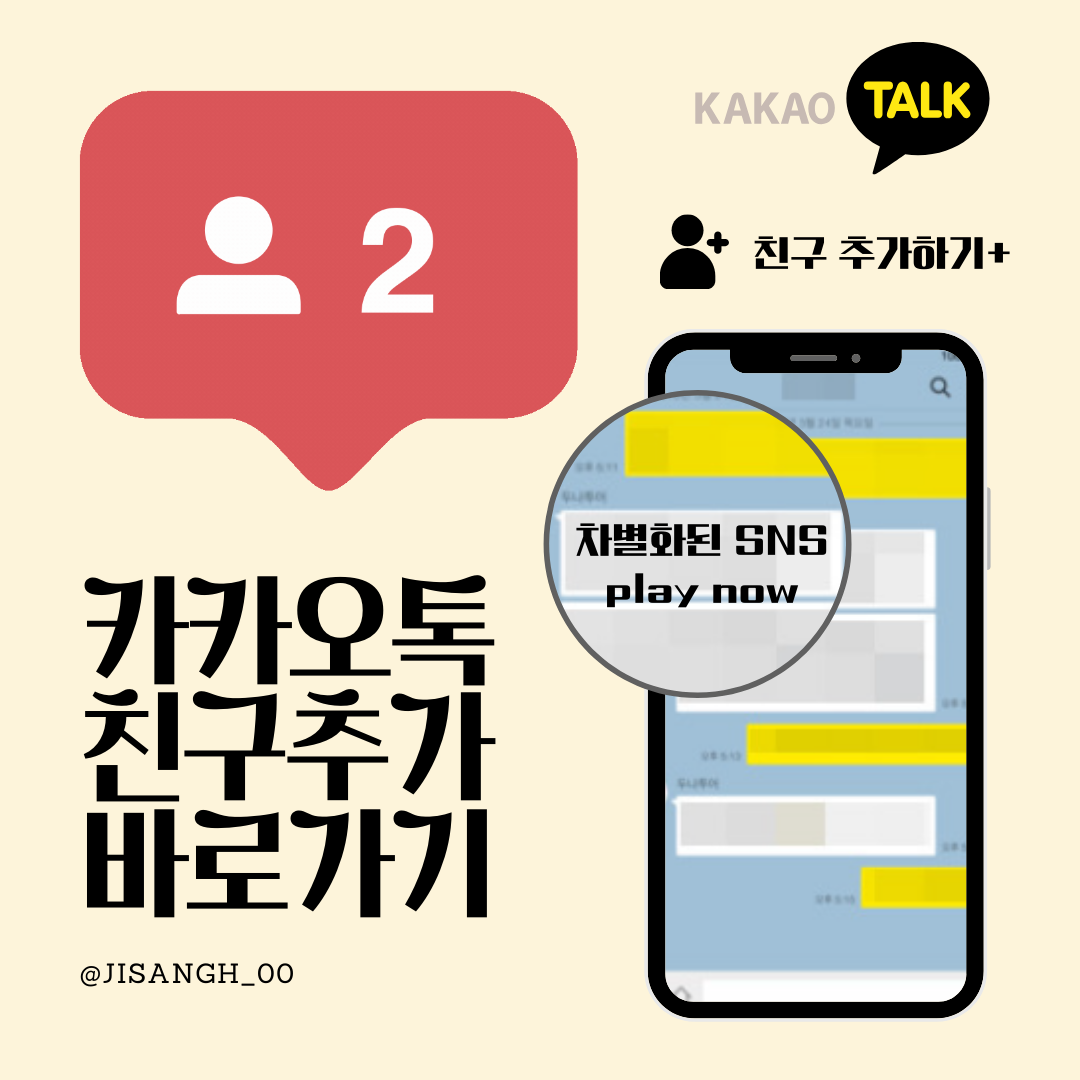 KAKAO TALK
2
친구 추가하기+
차별화된 SNS
play now
카카오톡
친구추가
바로가기
@JISANGH_00